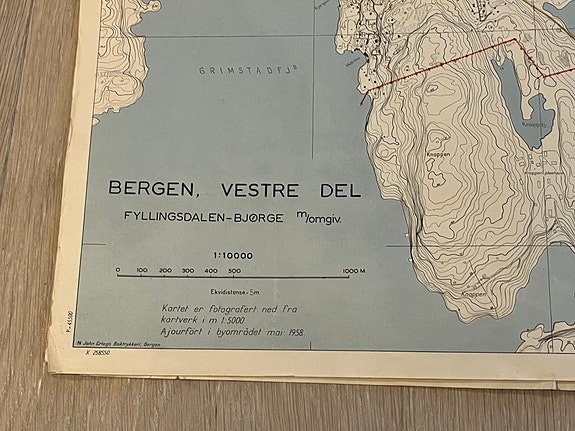 GRIMSTADFJ.
Knappen
BERGEN, VESTRE DEL
FYLLINGSDALEN-BJØRGE m/omgiv.
1:10000
0 100 200 300 400 500 1000 M.
Ekvidistanse = 5m
Kartet er fotografert ned fra
kartverk i m 1:5000
Ajourført i byområdet mai 1958
Knappen
John Griegs Boktrykkeri, Bergen
X 258550